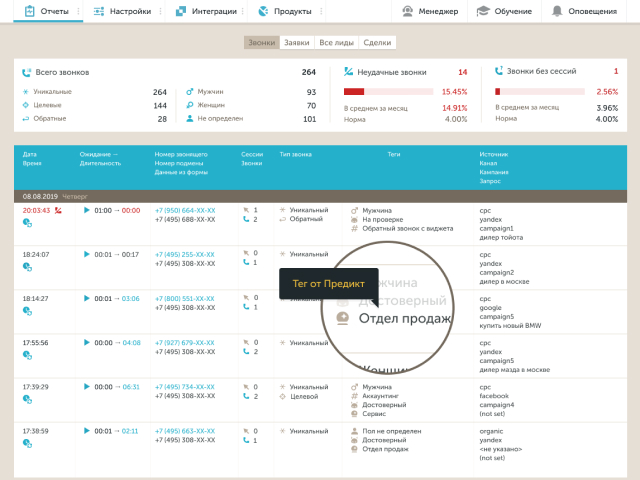 Отчеты Настройки Интеграции Продукты Менеджер Обучение Оповещения
Звонки Заявки Все лиды Сделки
Всего звонков 264
Уникальные 264
Целевые 144
Обратные 28
Мужчин 93
Женщин 70
Не определен 101
Неудачные звонки 14
15.45%
В среднем за месяц 14.91%
Норма 4.00%
Звонки без сессий 1
2.56%
В среднем за месяц 3.96%
Норма 4.00%
Дата
Время
Ожидание →
Длительность
Номер звонящего
Номер подмены
Данные из формы
Сессии
Звонки
Тип звонка
Теги
Источник
Канал
Кампания
Запрос
08.08.2019 Четверг
20:03:43 01:00 → 00:00
+7 (950) 664-XX-XX
+7 (495) 688-XX-XX
1
2
Уникальный
Обратный
Мужчина
На проверке
# Обратный звонок с виджета
cpc
yandex
campaign1
дилер тойота
18:24:07 00:01 → 00:17
+7 (495) 255-XX-XX
+7 (495) 308-XX-XX
0
1
Уникальный
cpc
yandex
campaign2
дилер в москве
18:14:27 00:01 → 03:06
+7 (800) 551-XX-XX
+7 (495) 308-XX-XX
0
1
Уникальный
Тег от Предикт
Достоверный
Отдел продаж
cpc
google
campaign5
купить новый BMW
17:55:56 00:00 → 04:08
+7 (927) 679-XX-XX
+7 (495) 308-XX-XX
0
2
Уникальный
cpc
yandex
campaign5
дилер мазда в москве
17:39:29 00:00 → 06:31
+7 (495) 734-XX-XX
+7 (495) 308-XX-XX
0
2
Уникальный
Целевой
Мужчина
# Аккаунтинг
Достоверный
Сервис
cpc
facebook
campaign4
(not set)
17:38:59 00:01 → 02:11
+7 (495) 663-XX-XX
+7 (495) 308-XX-XX
0
1
Уникальный
Пол не определен
Достоверный
Отдел продаж
organic
yandex
<не указано>
(not set)